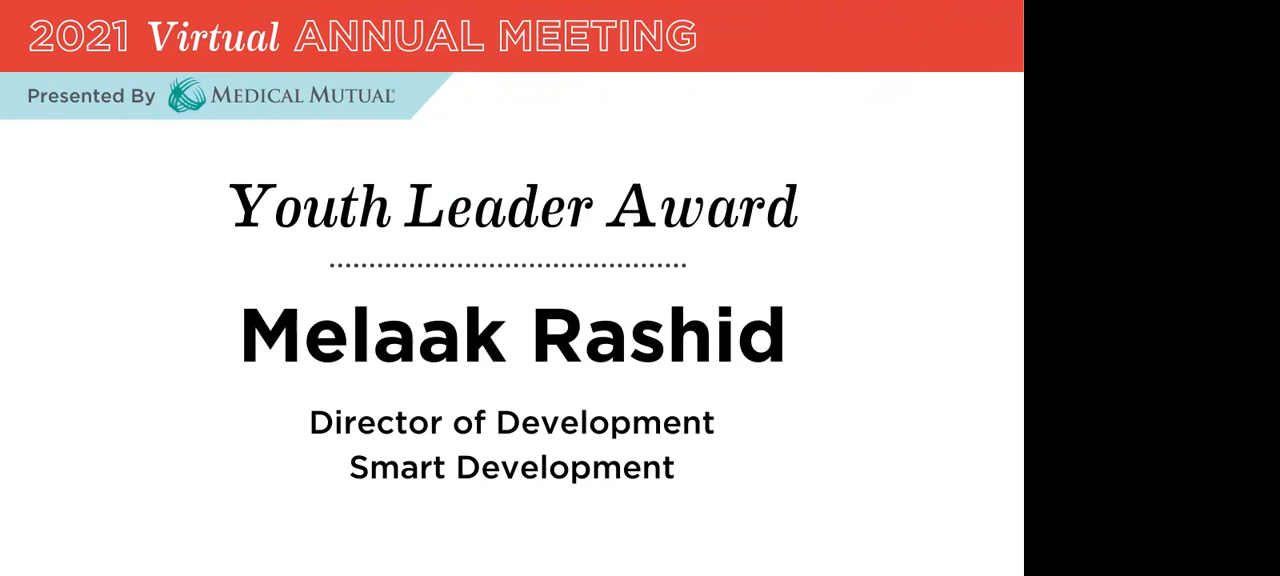 2021 Virtual ANNUAL MEETING
Presented By MEDICAL MUTUAL®
Youth Leader Award
Melaak Rashid
Director of Development
Smart Development